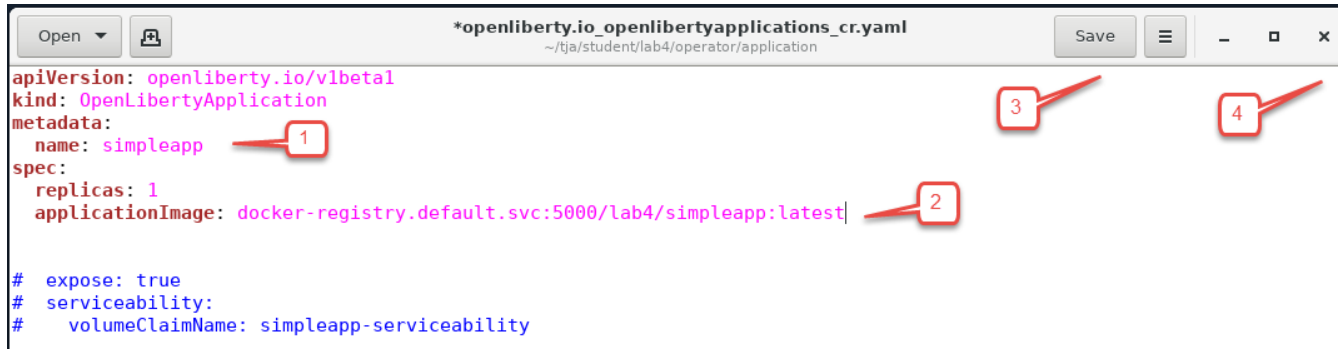 Open
*openliberty.io_openlibertyapplications_cr.yaml
~/tja/student/lab4/operator/application
Save
apiVersion: openliberty.io/v1beta1
kind: OpenLibertyApplication
metadata:
  name: simpleapp
1
spec:
  replicas: 1
  applicationImage: docker-registry.default.svc:5000/lab4/simpleapp:latest
2
3
4
#  expose: true
#  serviceability:
#    volumeClaimName: simpleapp-serviceability